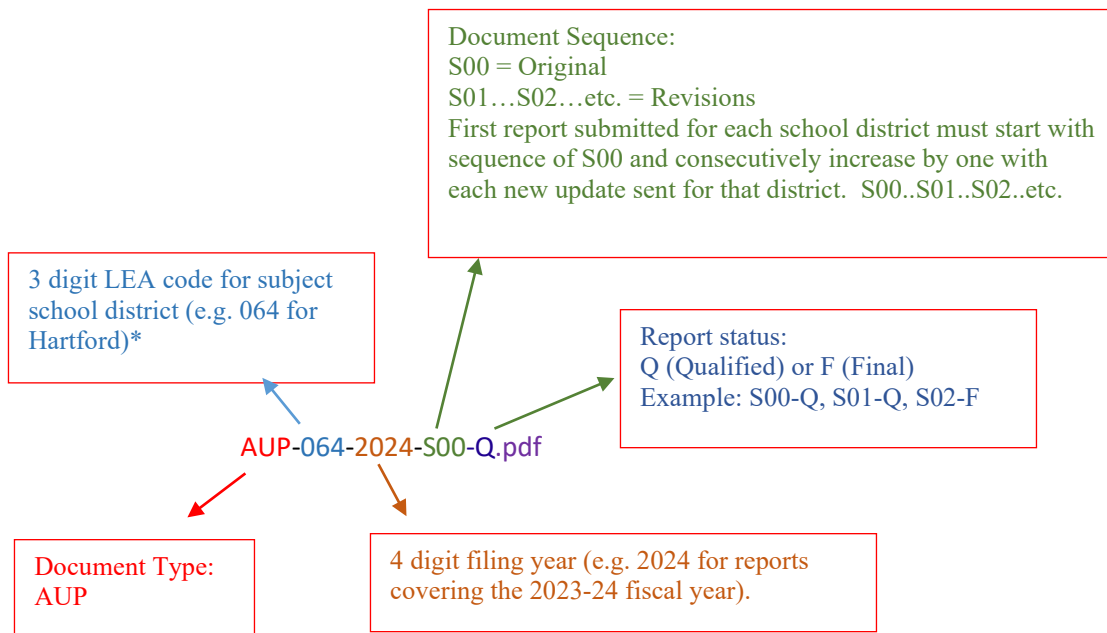 Document Sequence:
S00 = Original
S01…S02…etc. = Revisions
First report submitted for each school district must start with
sequence of S00 and consecutively increase by one with
each new update sent for that district.  S00..S01..S02..etc.
3 digit LEA code for subject
school district (e.g. 064 for
Hartford)*
Report status:
Q (Qualified) or F (Final)
Example: S00-Q, S01-Q, S02-F
AUP-064-2024-S00-Q.pdf
Document Type:
AUP
4 digit filing year (e.g. 2024 for reports
covering the 2023-24 fiscal year).